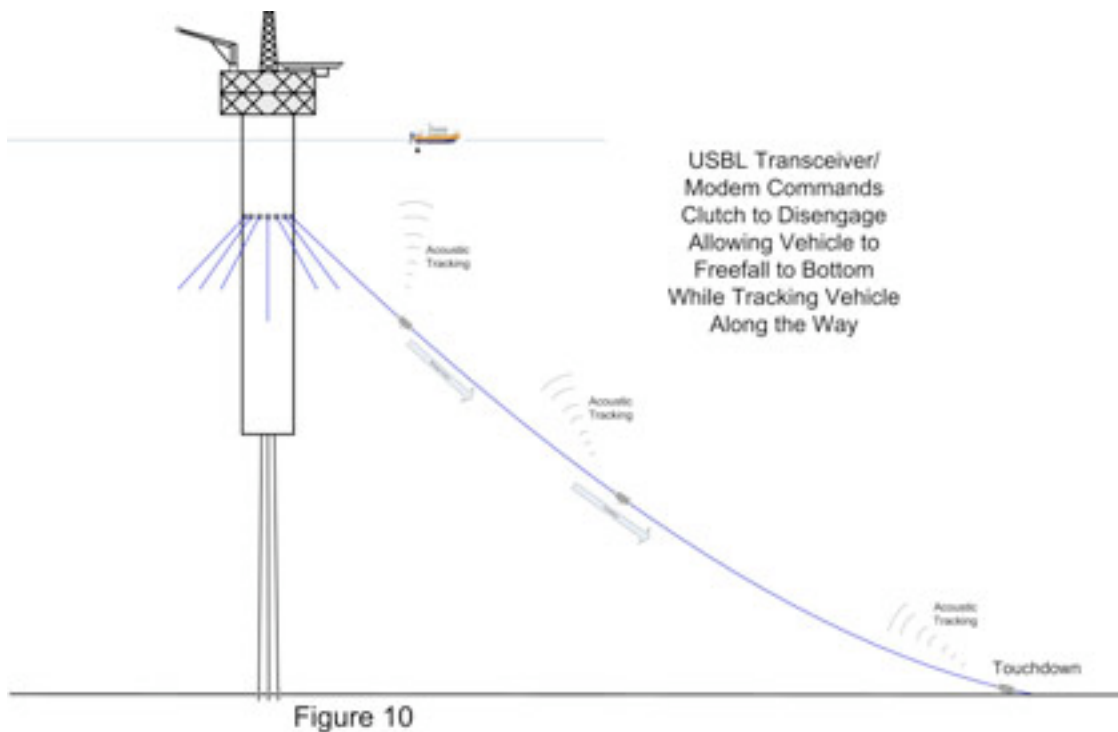 USBL Transceiver/
Modem Commands
Clutch to Disengage
Allowing Vehicle to
Freefall to Bottom
While Tracking Vehicle
Along the Way
Acoustic
Tracking
Acoustic
Tracking
Acoustic
Tracking
Touchdown
Figure 10